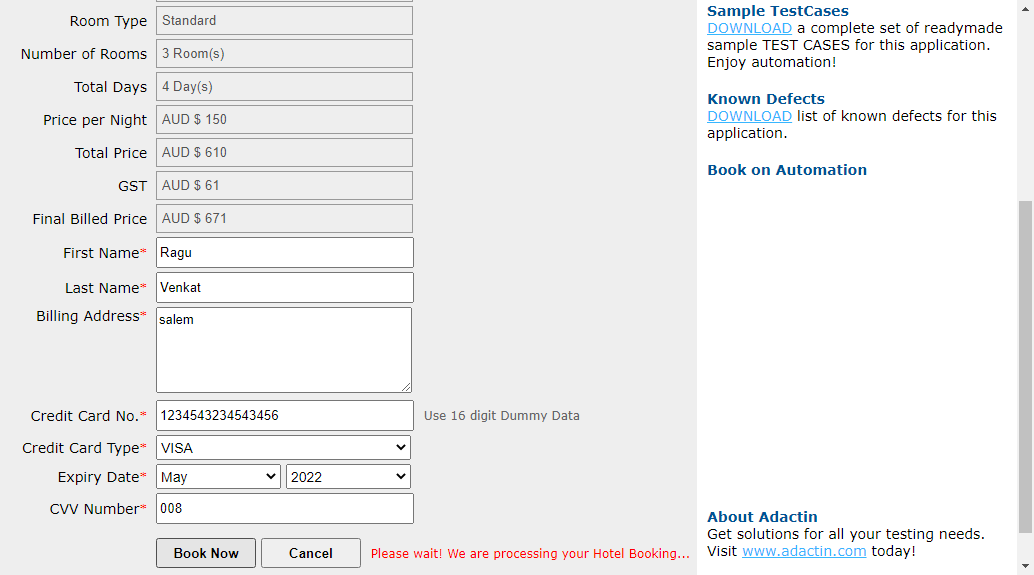 Room Type Standard
Number of Rooms 3 Room(s)
Total Days 4 Day(s)
Price per Night AUD $ 150
Total Price AUD $ 610
GST AUD $ 61
Final Billed Price AUD $ 671
First Name* Ragu
Last Name* Venkat
Billing Address* salem
Credit Card No.* 1234543234543456 Use 16 digit Dummy Data
Credit Card Type* VISA
Expiry Date* May 2022
CVV Number* 008
Book Now Cancel Please wait! We are processing your Hotel Booking...
Sample TestCases
DOWNLOAD a complete set of readymade
sample TEST CASES for this application.
Enjoy automation!
Known Defects
DOWNLOAD list of known defects for this
application.
Book on Automation
About Adactin
Get solutions for all your testing needs.
Visit www.adactin.com today!